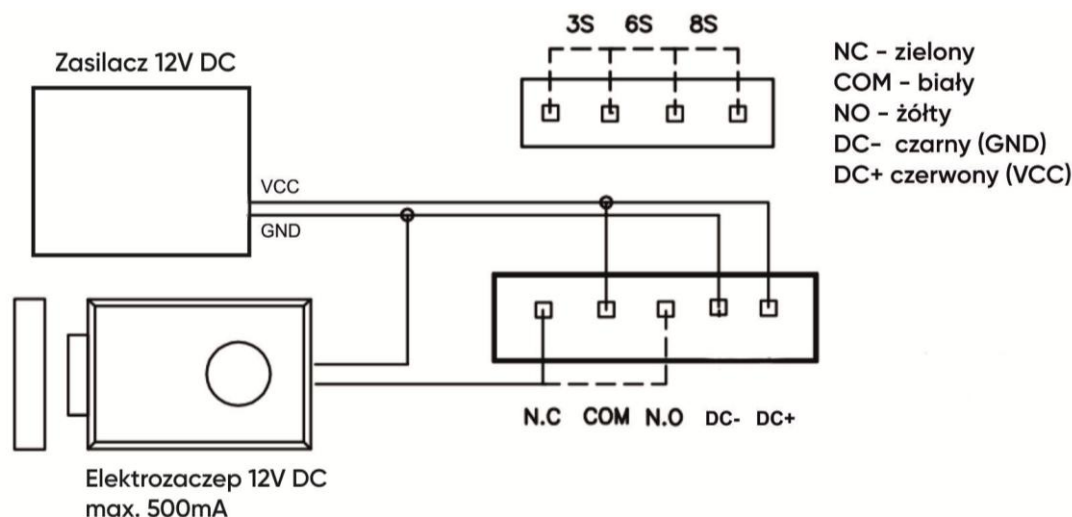 3S 6S 8S
Zasilacz 12V DC
NC - zielony
COM - biały
NO - żółty
DC- czarny (GND)
DC+ czerwony (VCC)
VCC
GND
N.C COM N.O DC- DC+
Elektrozaczep 12V DC
max. 500mA